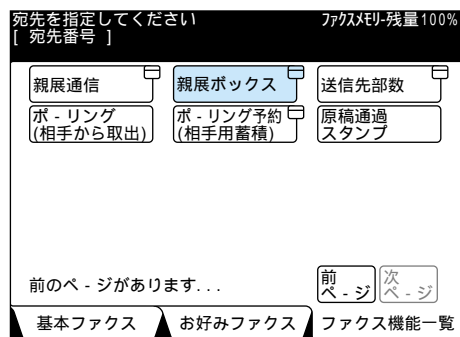 宛先を指定してください ﾌｧｸｽﾒﾓﾘｰ残量100%
[ 宛先番号 ]
親展通信 親展ボックス 送信先部数
ポ - リング ポ - リング予約 原稿通過
(相手から取出) (相手用蓄積) スタンプ
前のペ - ジがあります... 前 次
ペ - ジ ペ - ジ
基本ファクス お好みファクス ファクス機能一覧